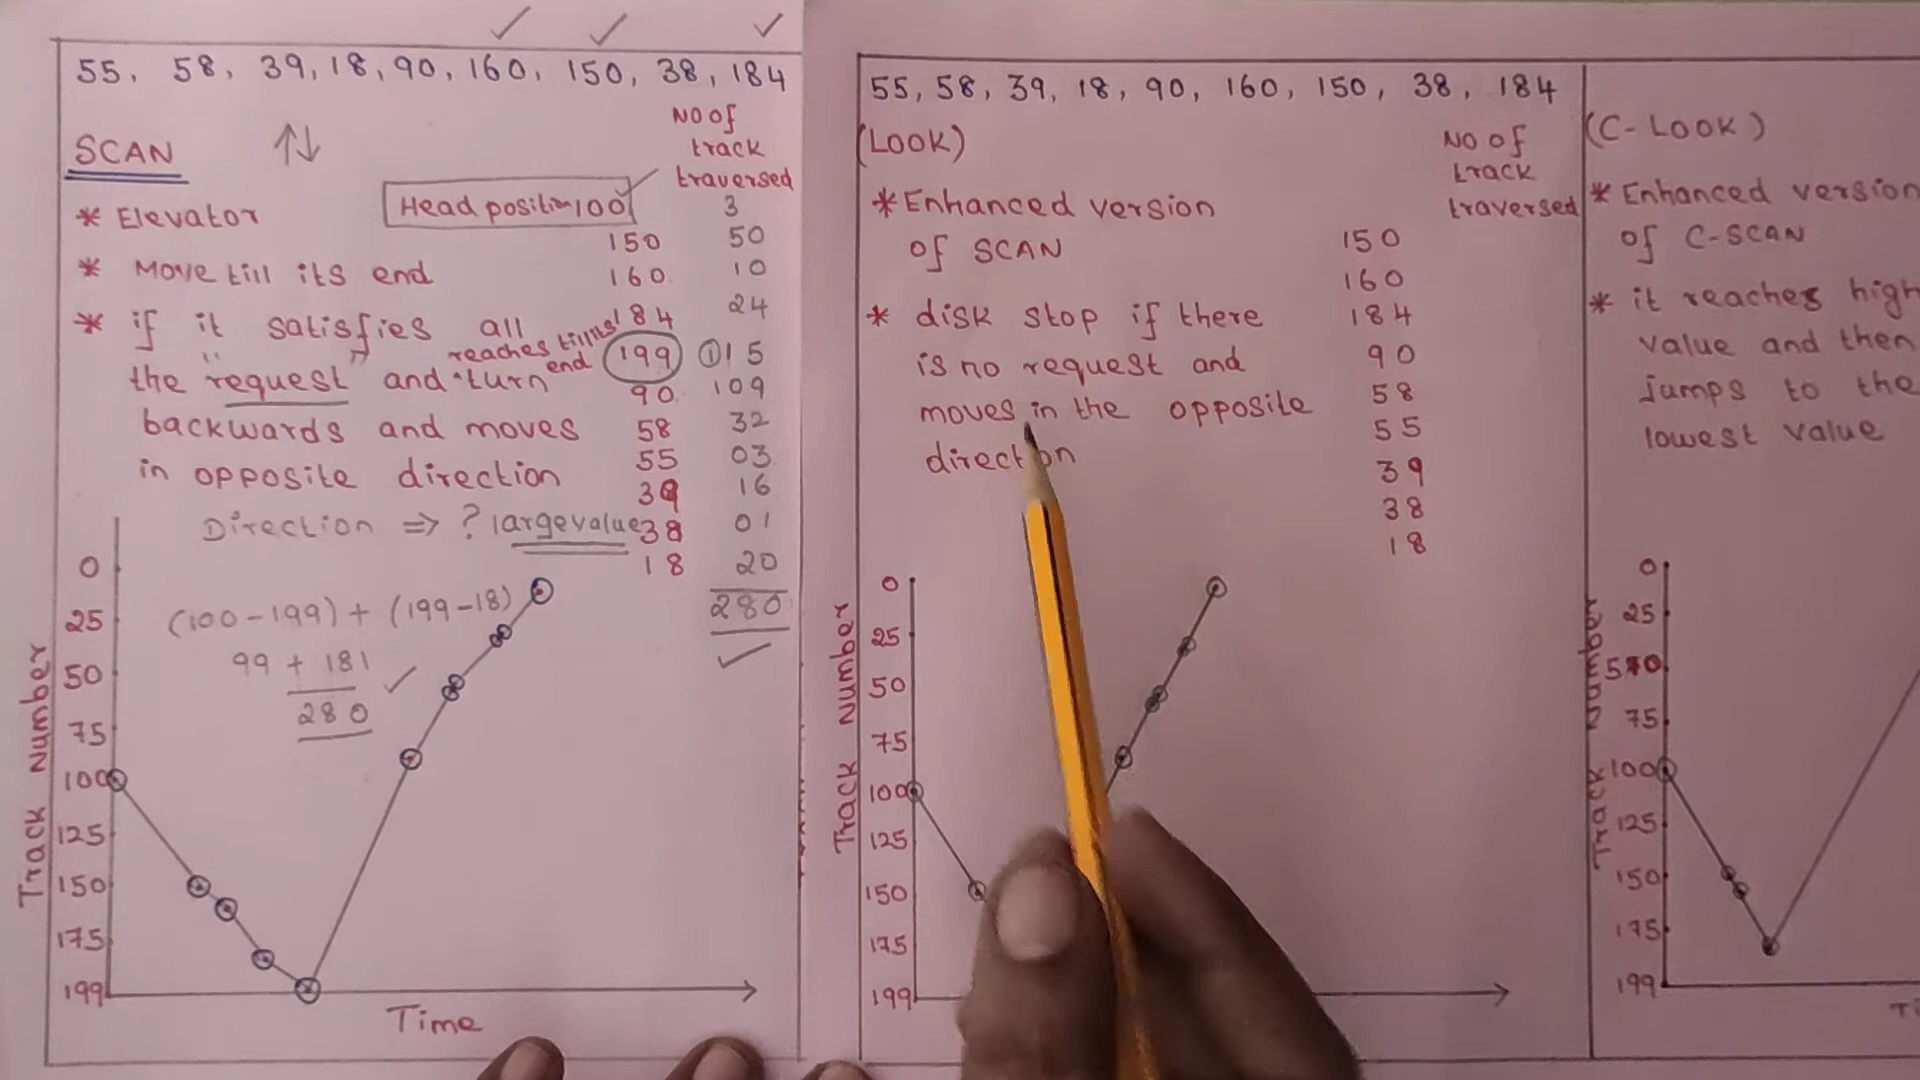 55, 58, 39, 18, 90, 160, 150, 38, 184
SCAN
No of
track
traversed
Head position 100
* Elevator
* Move till its end
* if it satisfies all
the request and turn
reaches till its
end
backwards and moves
in opposite direction
Direction => ? large value
3
150 50
160 10
184 24
199 ① 15
90 109
58 32
55 03
39 16
38 01
18 20
280
(100-199) + (199-18)
99 + 181
280
Track Number
0
25
50
75
100
125
150
175
199
Time
55, 58, 39, 18, 90, 160, 150, 38, 184
(LOOK)
No of
track
traversed
* Enhanced version
of SCAN
* disk stop if there
is no request and
moves in the opposite
direction
150
160
184
90
58
55
39
38
18
Track Number
0
25
50
75
100
125
150
175
199
(C-LOOK)
* Enhanced version
of C-SCAN
* it reaches high
value and then
jumps to the
lowest value
Track Number
0
25
50
75
100
125
150
175
199
Ti